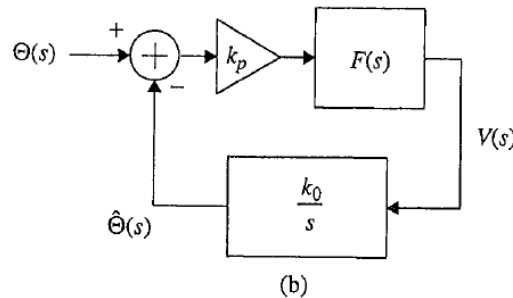 +
Θ(s)
+
k_p
F(s)
−
V(s)
k_0
s
Θ̂(s)
(b)